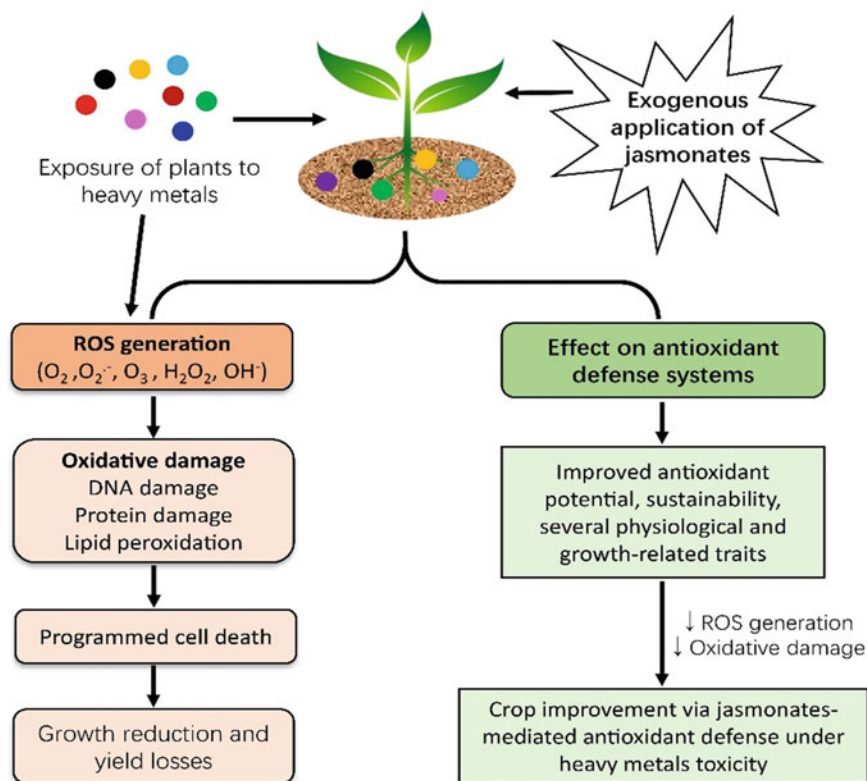 Exposure of plants to
heavy metals
Exogenous
application of
jasmonates
ROS generation
(O₂ ,O₂·⁻, O₃ , H₂O₂, OH⁻)
Oxidative damage
DNA damage
Protein damage
Lipid peroxidation
Programmed cell death
Growth reduction and
yield losses
Effect on antioxidant
defense systems
Improved antioxidant
potential, sustainability,
several physiological and
growth-related traits
↓ ROS generation
↓ Oxidative damage
Crop improvement via jasmonates-
mediated antioxidant defense under
heavy metals toxicity